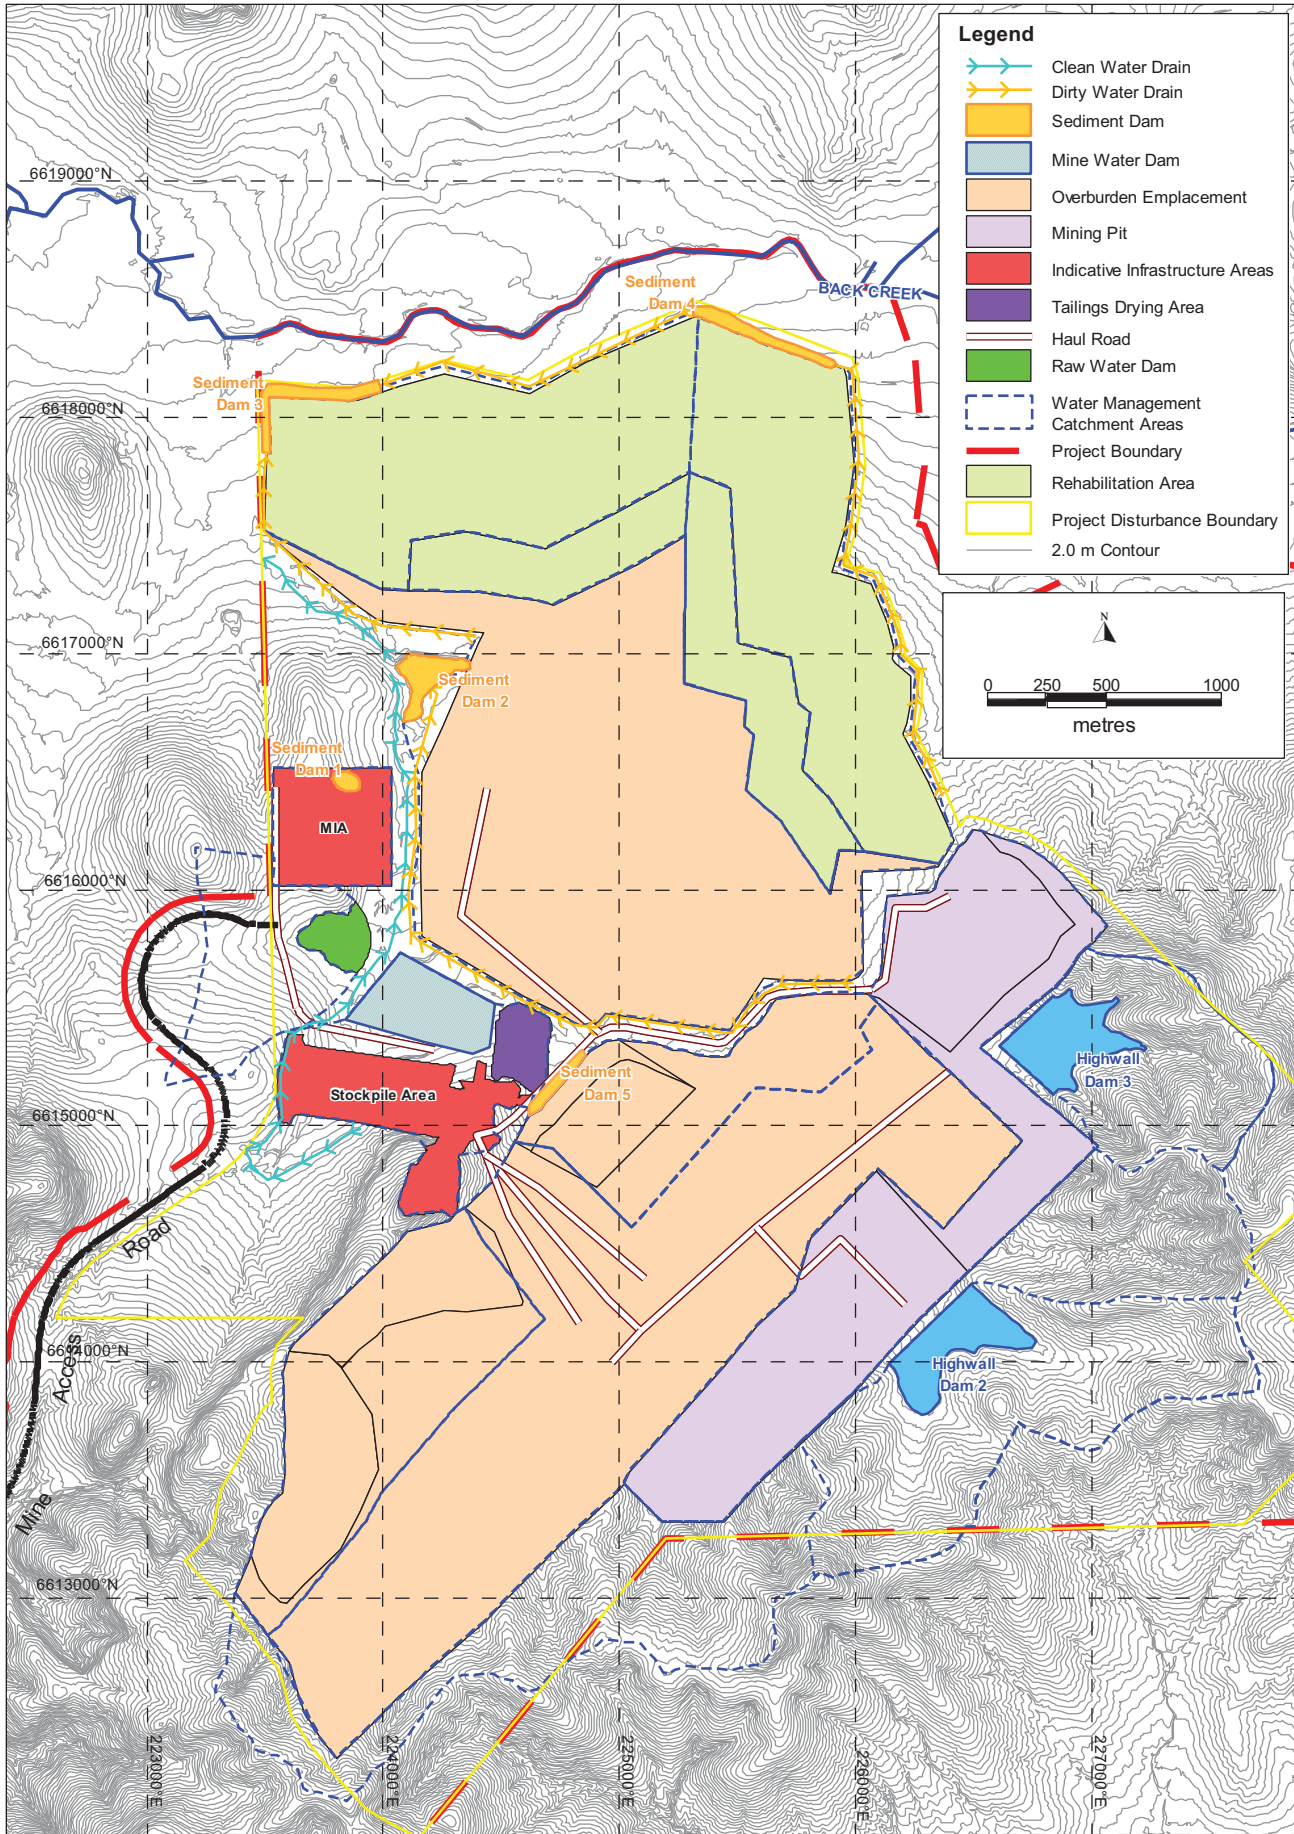 Legend
Clean Water Drain
Dirty Water Drain
Sediment Dam
Mine Water Dam
Overburden Emplacement
Mining Pit
Indicative Infrastructure Areas
Tailings Drying Area
Haul Road
Raw Water Dam
Water Management
Catchment Areas
Project Boundary
Rehabilitation Area
Project Disturbance Boundary
2.0 m Contour
N
0 250 500 1000
metres
6619000°N
BACK CREEK
Sediment
Dam 4
Sediment
Dam 3
6618000°N
6617000°N
Sediment
Dam 2
Sediment
Dam 1
MIA
6616000°N
Highwall
Dam 3
Sediment
Dam 5
Stockpile Area
6615000°N
Mine Access Road
6614000°N
Highwall
Dam 2
6613000°N
223000°E
224000°E
225000°E
226000°E
227000°E